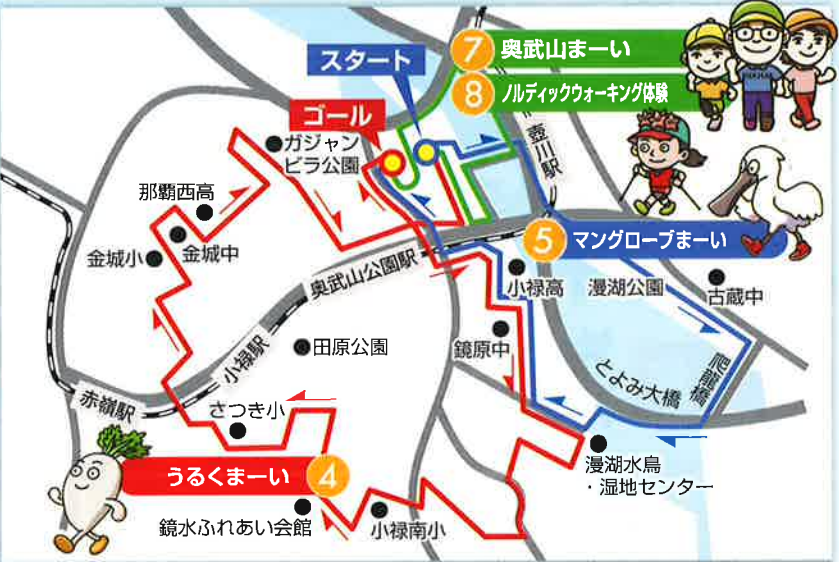 スタート
ゴール
7 奥武山まーい
8 ノルディックウォーキング体験
ガジャン
ビラ公園
壺川駅
那覇西高
金城中
金城小
奥武山公園駅
5 マングローブまーい
小禄高
漫湖公園
古蔵中
小禄駅
田原公園
鏡原中
とよみ大橋
爬龍橋
赤嶺駅
さつき小
うるくまーい 4
漫湖水鳥
・湿地センター
鏡水ふれあい会館
小禄南小